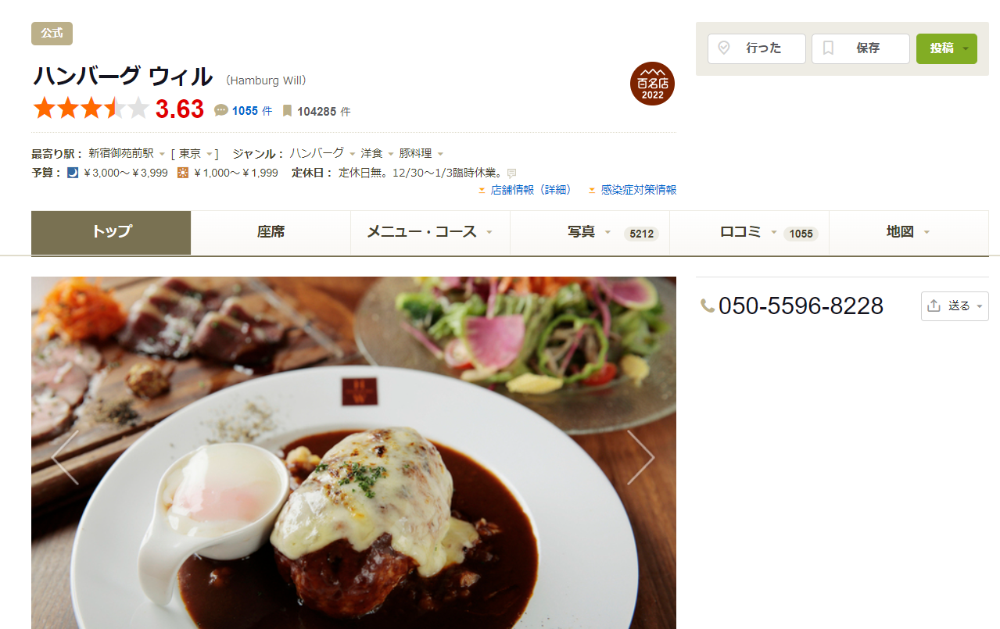 公式
ハンバーグ ウィル （Hamburg Will）
百名店
2022
3.63 1055 件 104285 件
最寄り駅： 新宿御苑前駅 [ 東京 ] ジャンル： ハンバーグ 洋食 豚料理
予算： ￥3,000～￥3,999 ￥1,000～￥1,999 定休日： 定休日無。12/30～1/3臨時休業。
店舗情報（詳細） 感染症対策情報
行った 保存 投稿
トップ 座席 メニュー・コース 写真 5212 口コミ 1055 地図
050-5596-8228 送る
H
W